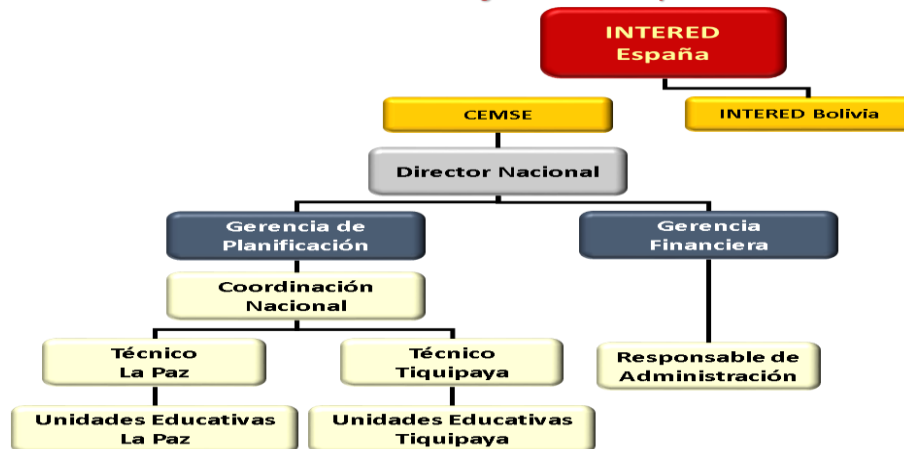 INTERED
España
CEMSE
INTERED Bolivia
Director Nacional
Gerencia de
Planificación
Gerencia
Financiera
Coordinación
Nacional
Técnico
La Paz
Técnico
Tiquipaya
Responsable de
Administración
Unidades Educativas
La Paz
Unidades Educativas
Tiquipaya